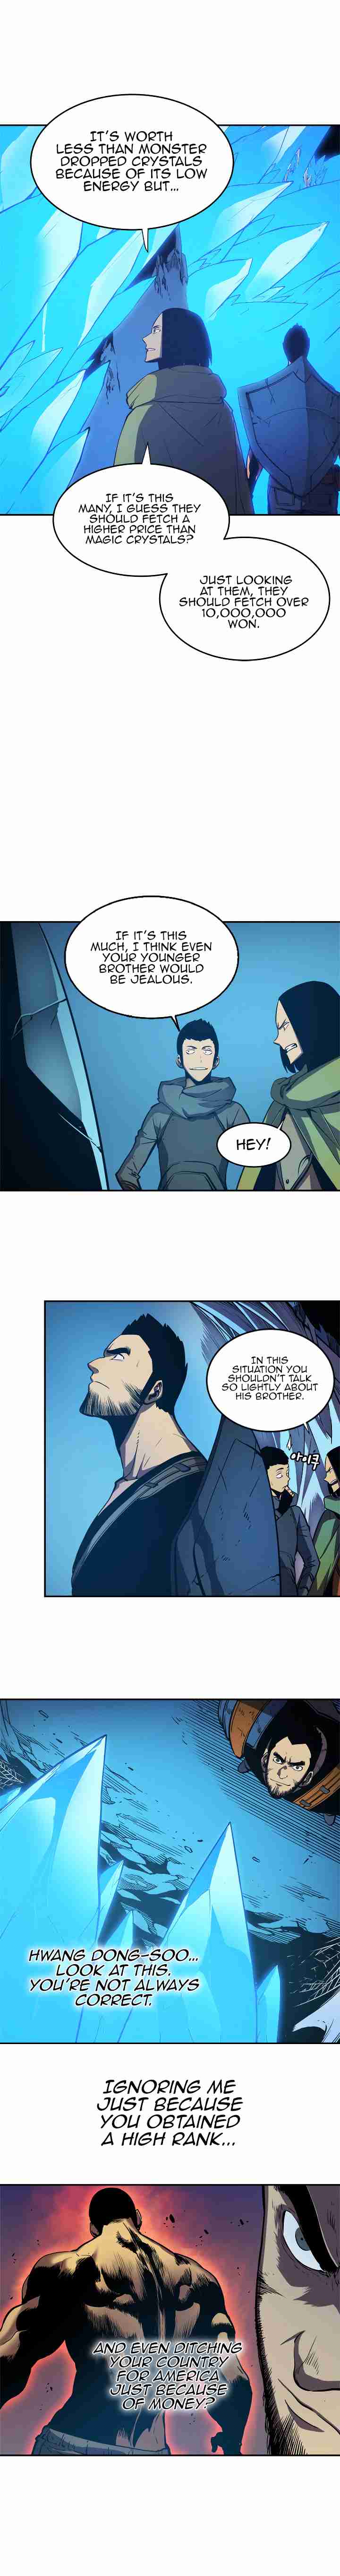 IT'S WORTH
LESS THAN MONSTER
DROPPED CRYSTALS
BECAUSE OF ITS LOW
ENERGY BUT...
IF IT'S THIS
MANY, I GUESS THEY
SHOULD FETCH A
HIGHER PRICE THAN
MAGIC CRYSTALS?
JUST LOOKING
AT THEM, THEY
SHOULD FETCH OVER
10,000,000
WON.
IF IT'S THIS
MUCH, I THINK EVEN
YOUR YOUNGER
BROTHER WOULD
BE JEALOUS.
HEY!
IN THIS
SITUATION YOU
SHOULDN'T TALK
SO LIGHTLY ABOUT
HIS BROTHER.
아이쿠
HWANG DONG-SOO...
LOOK AT THIS.
YOU'RE NOT ALWAYS
CORRECT.
IGNORING ME
JUST BECAUSE
YOU OBTAINED
A HIGH RANK...
AND EVEN DITCHING
YOUR COUNTRY
FOR AMERICA
JUST BECAUSE
OF MONEY?